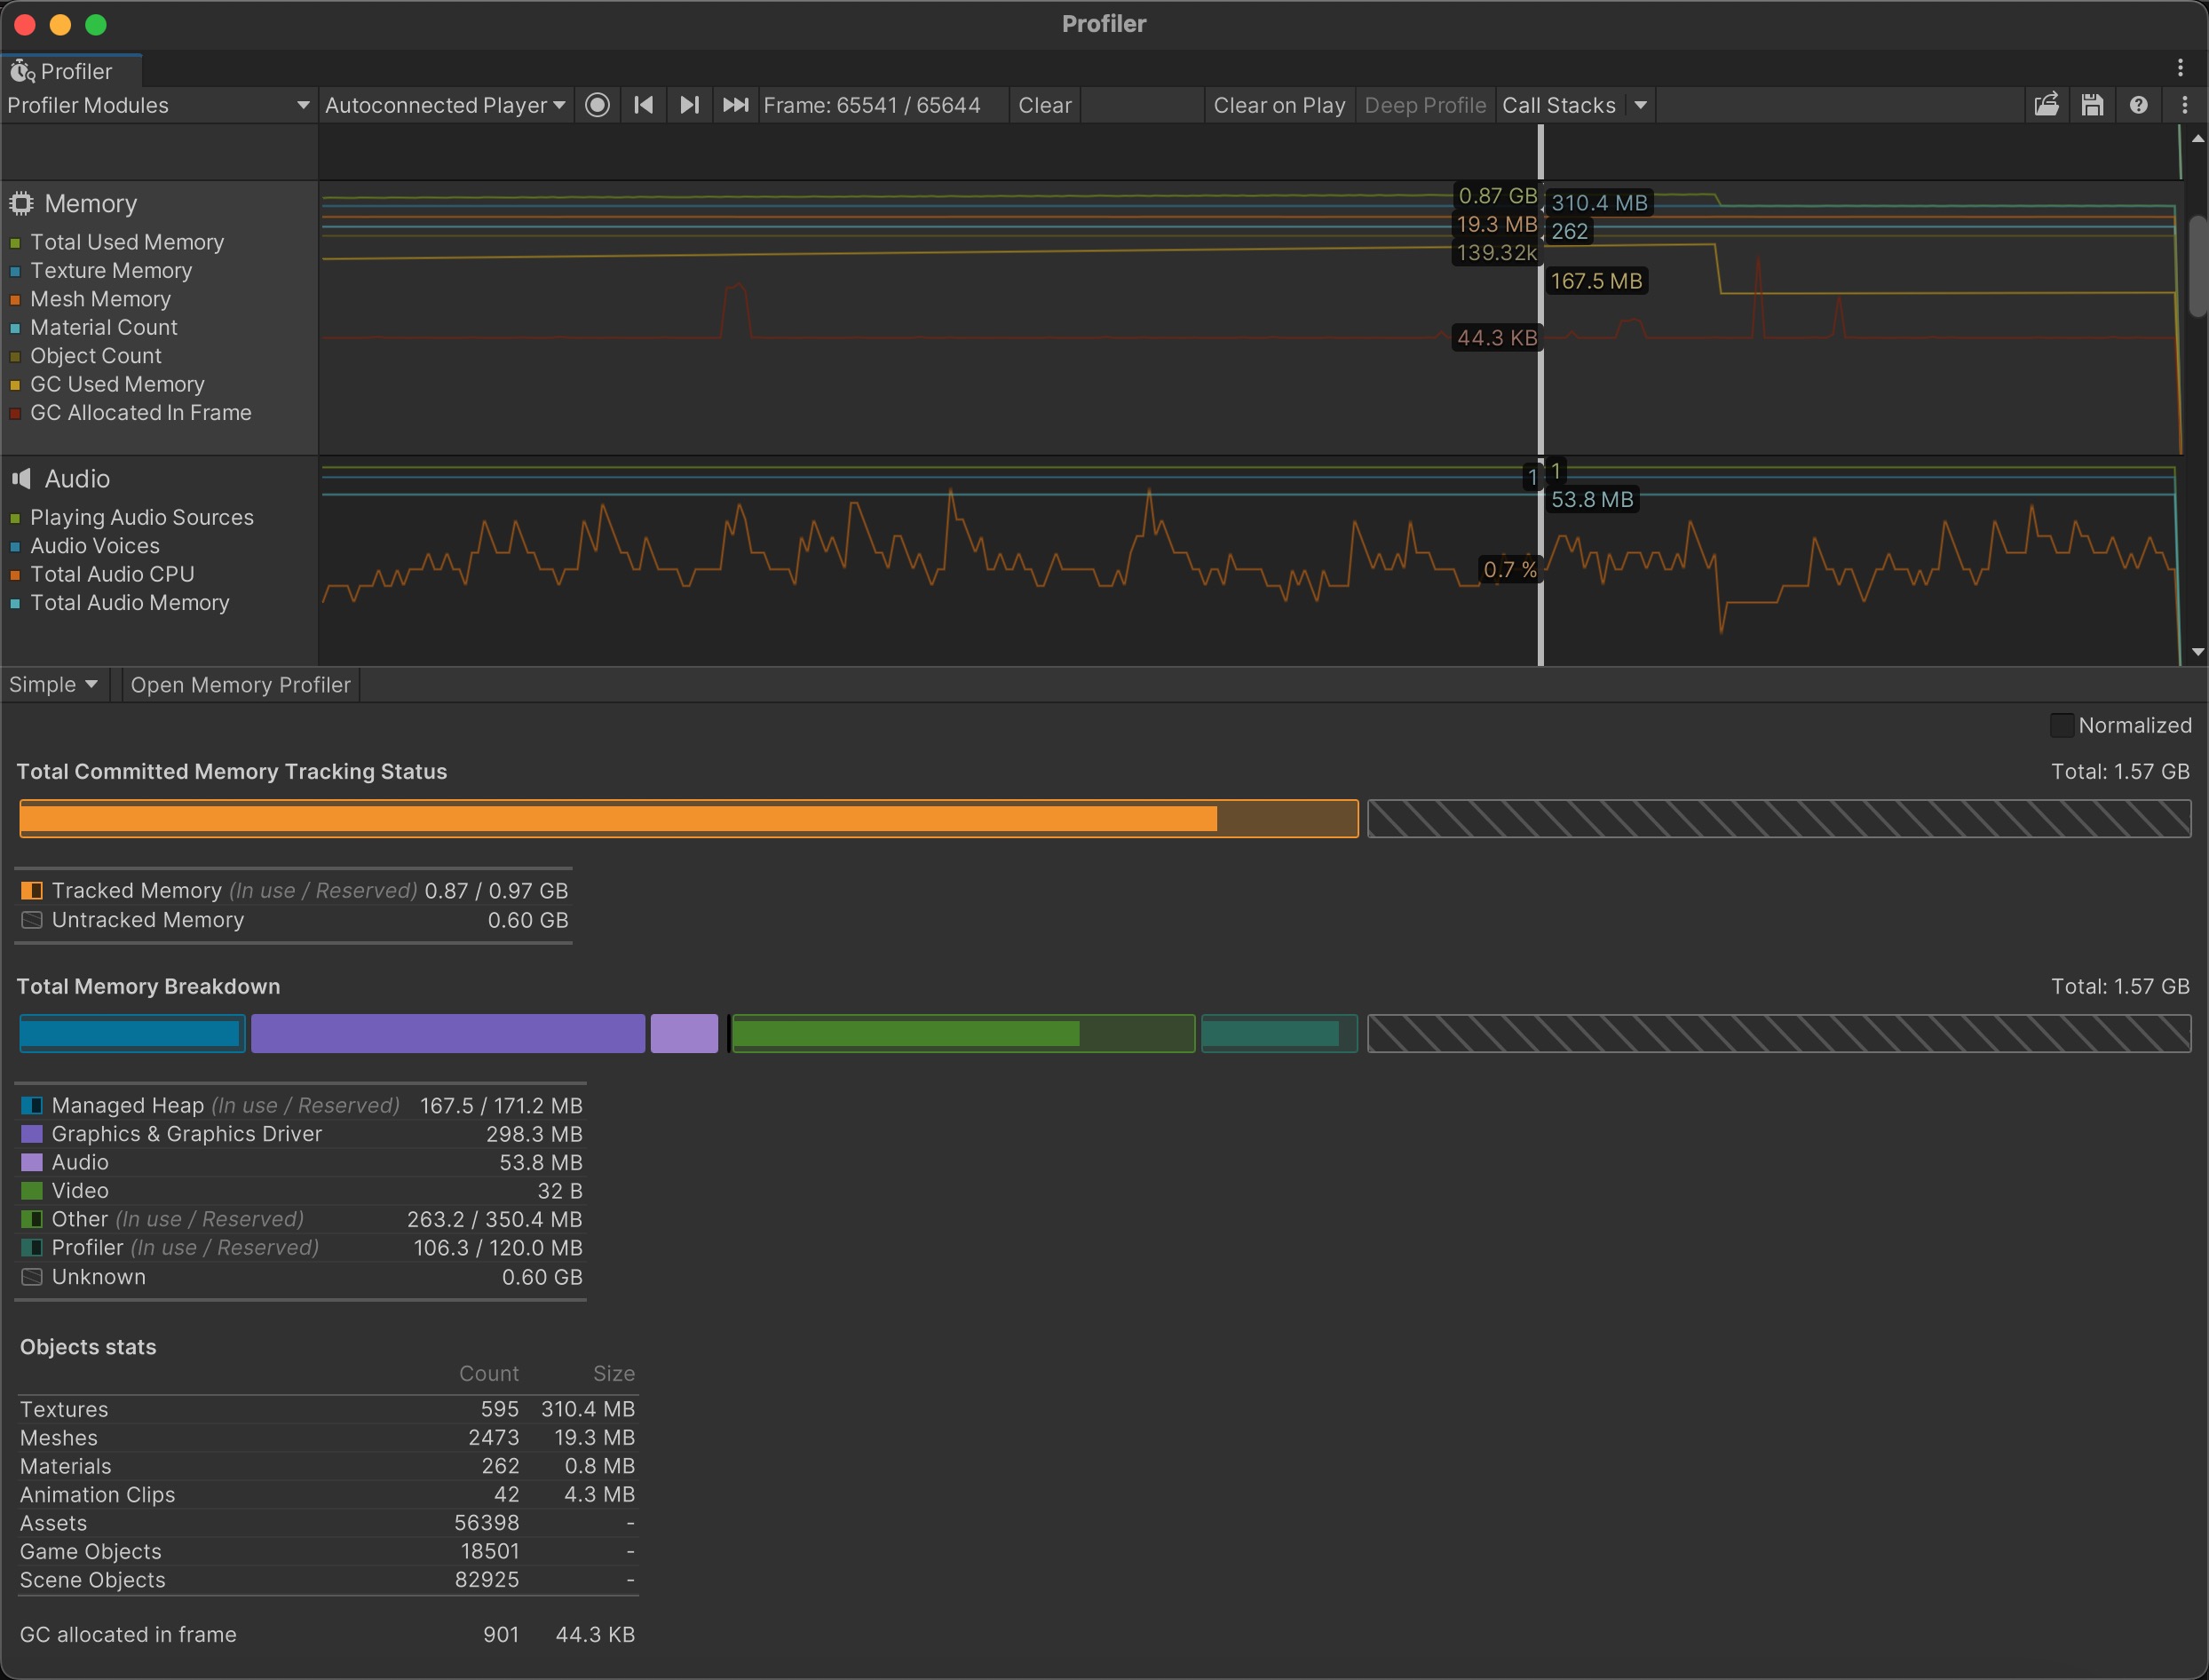 Profiler
Profiler
Profiler Modules Autoconnected Player Frame: 65541 / 65644 Clear Clear on Play Deep Profile Call Stacks
Memory
Total Used Memory
Texture Memory
Mesh Memory
Material Count
Object Count
GC Used Memory
GC Allocated In Frame
0.87 GB
310.4 MB
19.3 MB
262
139.32k
167.5 MB
44.3 KB
Audio
Playing Audio Sources
Audio Voices
Total Audio CPU
Total Audio Memory
1
1
53.8 MB
0.7 %
Simple Open Memory Profiler
Normalized
Total Committed Memory Tracking Status Total: 1.57 GB
Tracked Memory (In use / Reserved) 0.87 / 0.97 GB
Untracked Memory 0.60 GB
Total Memory Breakdown Total: 1.57 GB
Managed Heap (In use / Reserved) 167.5 / 171.2 MB
Graphics & Graphics Driver 298.3 MB
Audio 53.8 MB
Video 32 B
Other (In use / Reserved) 263.2 / 350.4 MB
Profiler (In use / Reserved) 106.3 / 120.0 MB
Unknown 0.60 GB
Objects stats
Count Size
Textures 595 310.4 MB
Meshes 2473 19.3 MB
Materials 262 0.8 MB
Animation Clips 42 4.3 MB
Assets 56398 -
Game Objects 18501 -
Scene Objects 82925 -
GC allocated in frame 901 44.3 KB